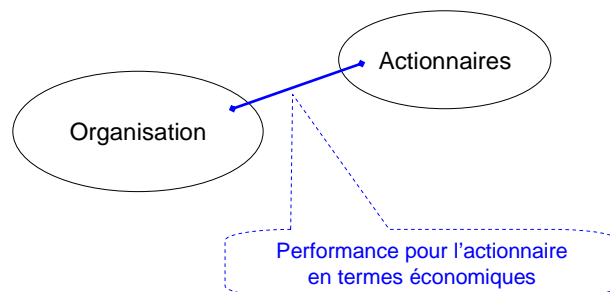 Actionnaires
Organisation
Performance pour l'actionnaire
en termes économiques